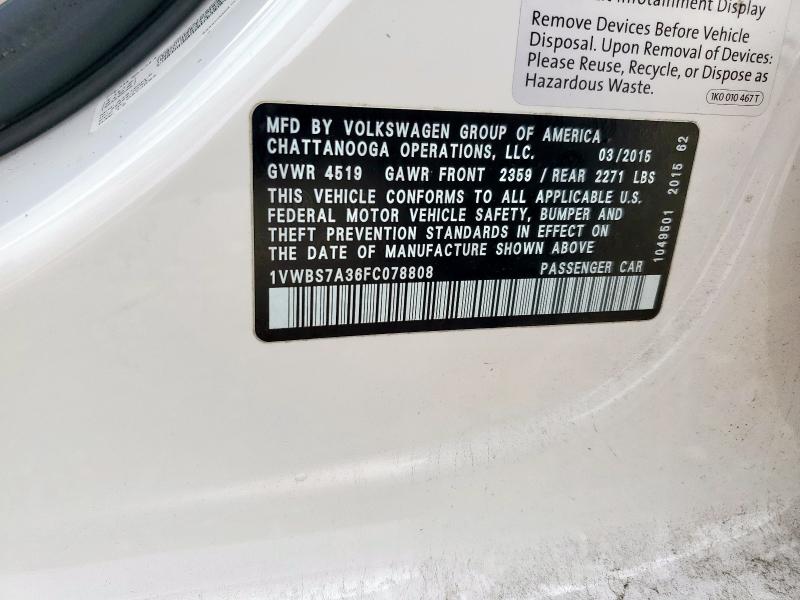 Infotainment Display
Remove Devices Before Vehicle
Disposal. Upon Removal of Devices:
Please Reuse, Recycle, or Dispose as
Hazardous Waste.
1K0 010 467 T
MFD BY VOLKSWAGEN GROUP OF AMERICA
CHATTANOOGA OPERATIONS, LLC. 03/2015
GVWR 4519 GAWR FRONT 2359 / REAR 2271 LBS
THIS VEHICLE CONFORMS TO ALL APPLICABLE U.S.
FEDERAL MOTOR VEHICLE SAFETY, BUMPER AND
THEFT PREVENTION STANDARDS IN EFFECT ON
THE DATE OF MANUFACTURE SHOWN ABOVE
1VWBS7A36FC078808 PASSENGER CAR
1049501 2015 62